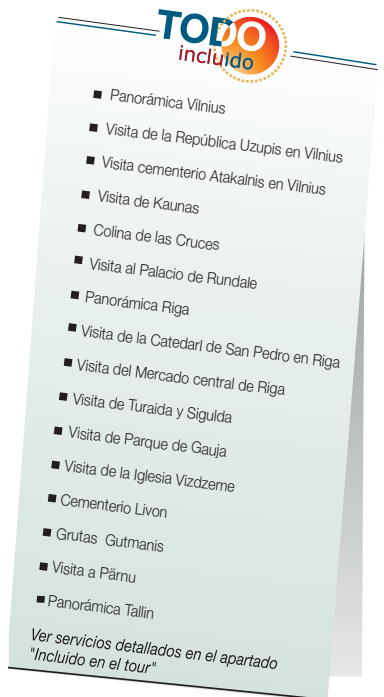 TODO
incluido
Panorámica Vilnius
Visita de la República Uzupis en Vilnius
Visita cementerio Atakalnis en Vilnius
Visita de Kaunas
Colina de las Cruces
Visita al Palacio de Rundale
Panorámica Riga
Visita de la Catedarl de San Pedro en Riga
Visita del Mercado central de Riga
Visita de Turaida y Sigulda
Visita de Parque de Gauja
Visita de la Iglesia Vizdzeme
Cementerio Livon
Grutas Gutmanis
Visita a Pärnu
Panorámica Tallin
Ver servicios detallados en el apartado
"Incluido en el tour"